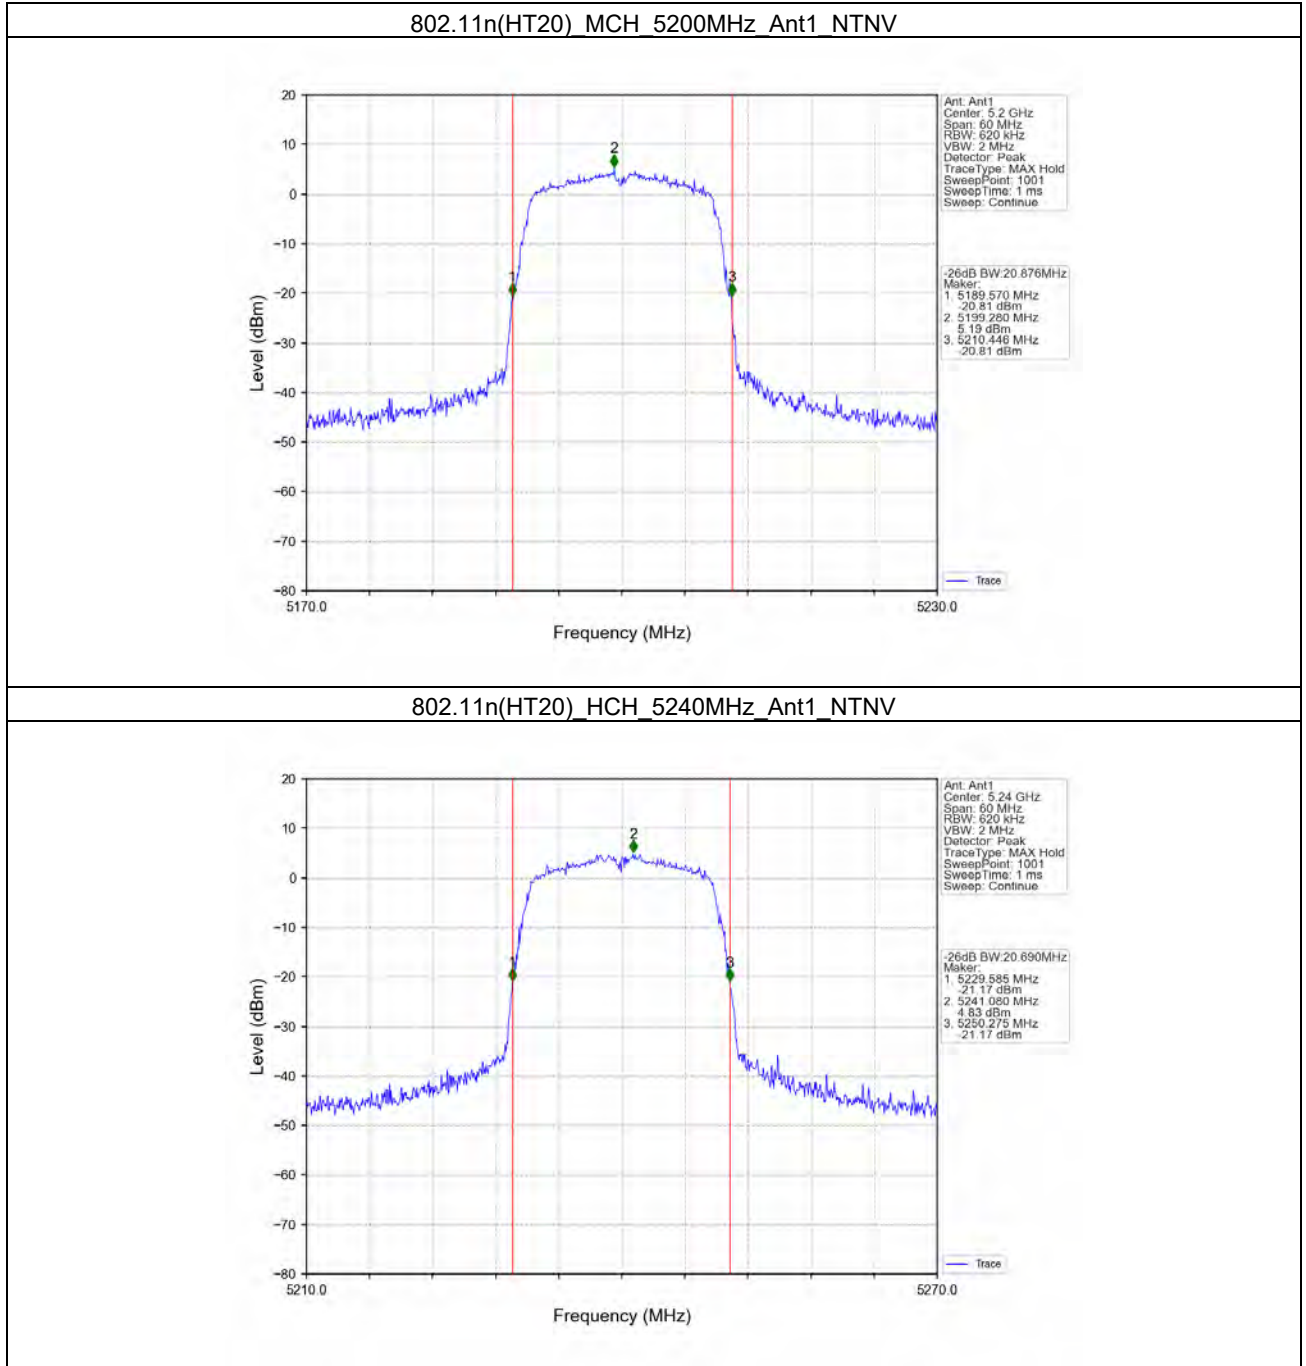 802.11n(HT20)_MCH_5200MHz_Ant1_NTNV
20
10
0
−10
−20
−30
−40
−50
−60
−70
−80
Level (dBm)
1
2
3
5170.0
5230.0
Frequency (MHz)
Ant: Ant1
Center: 5.2 GHz
Span: 60 MHz
RBW: 620 kHz
VBW: 2 MHz
Detector: Peak
TraceType: MAX Hold
SweepPoint: 1001
SweepTime: 1 ms
Sweep: Continue
-26dB BW:20.876MHz
Maker:
1. 5189.570 MHz
-20.81 dBm
2. 5199.280 MHz
5.19 dBm
3. 5210.446 MHz
-20.81 dBm
Trace
802.11n(HT20)_HCH_5240MHz_Ant1_NTNV
20
10
0
−10
−20
−30
−40
−50
−60
−70
−80
Level (dBm)
1
2
3
5210.0
5270.0
Frequency (MHz)
Ant: Ant1
Center: 5.24 GHz
Span: 60 MHz
RBW: 620 kHz
VBW: 2 MHz
Detector: Peak
TraceType: MAX Hold
SweepPoint: 1001
SweepTime: 1 ms
Sweep: Continue
-26dB BW:20.690MHz
Maker:
1. 5229.585 MHz
-21.17 dBm
2. 5241.080 MHz
4.83 dBm
3. 5250.275 MHz
-21.17 dBm
Trace